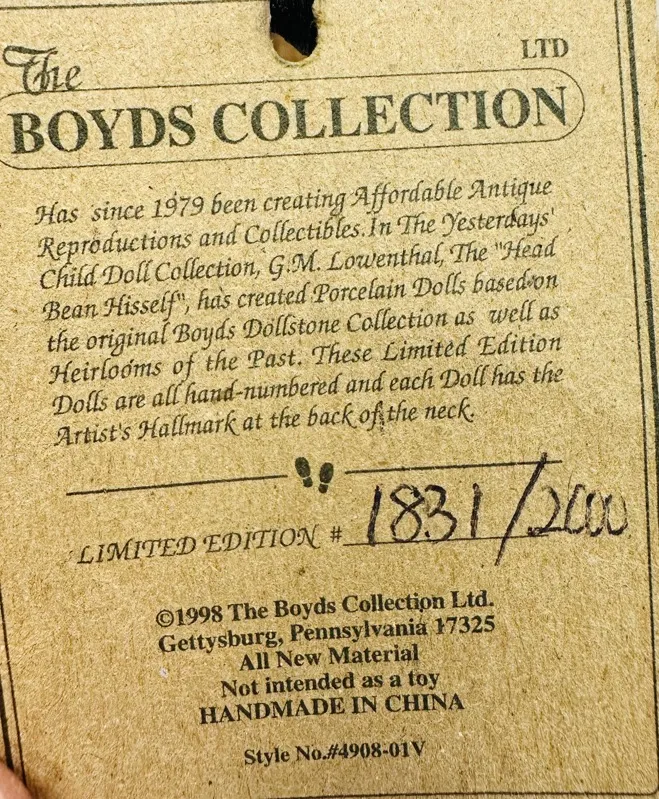 The
LTD
BOYDS COLLECTION
Has since 1979 been creating Affordable Antique
Reproductions and Collectibles. In The Yesterdays'
Child Doll Collection, G.M. Lowenthal, The "Head
Bean Hisself", has created Porcelain Dolls based on
the original Boyds Dollstone Collection as well as
Heirlooms of the Past. These Limited Edition
Dolls are all hand-numbered and each Doll has the
Artist's Hallmark at the back of the neck.
LIMITED EDITION # 1831/2000
©1998 The Boyds Collection Ltd.
Gettysburg, Pennsylvania 17325
All New Material
Not intended as a toy
HANDMADE IN CHINA
Style No.#4908-01V